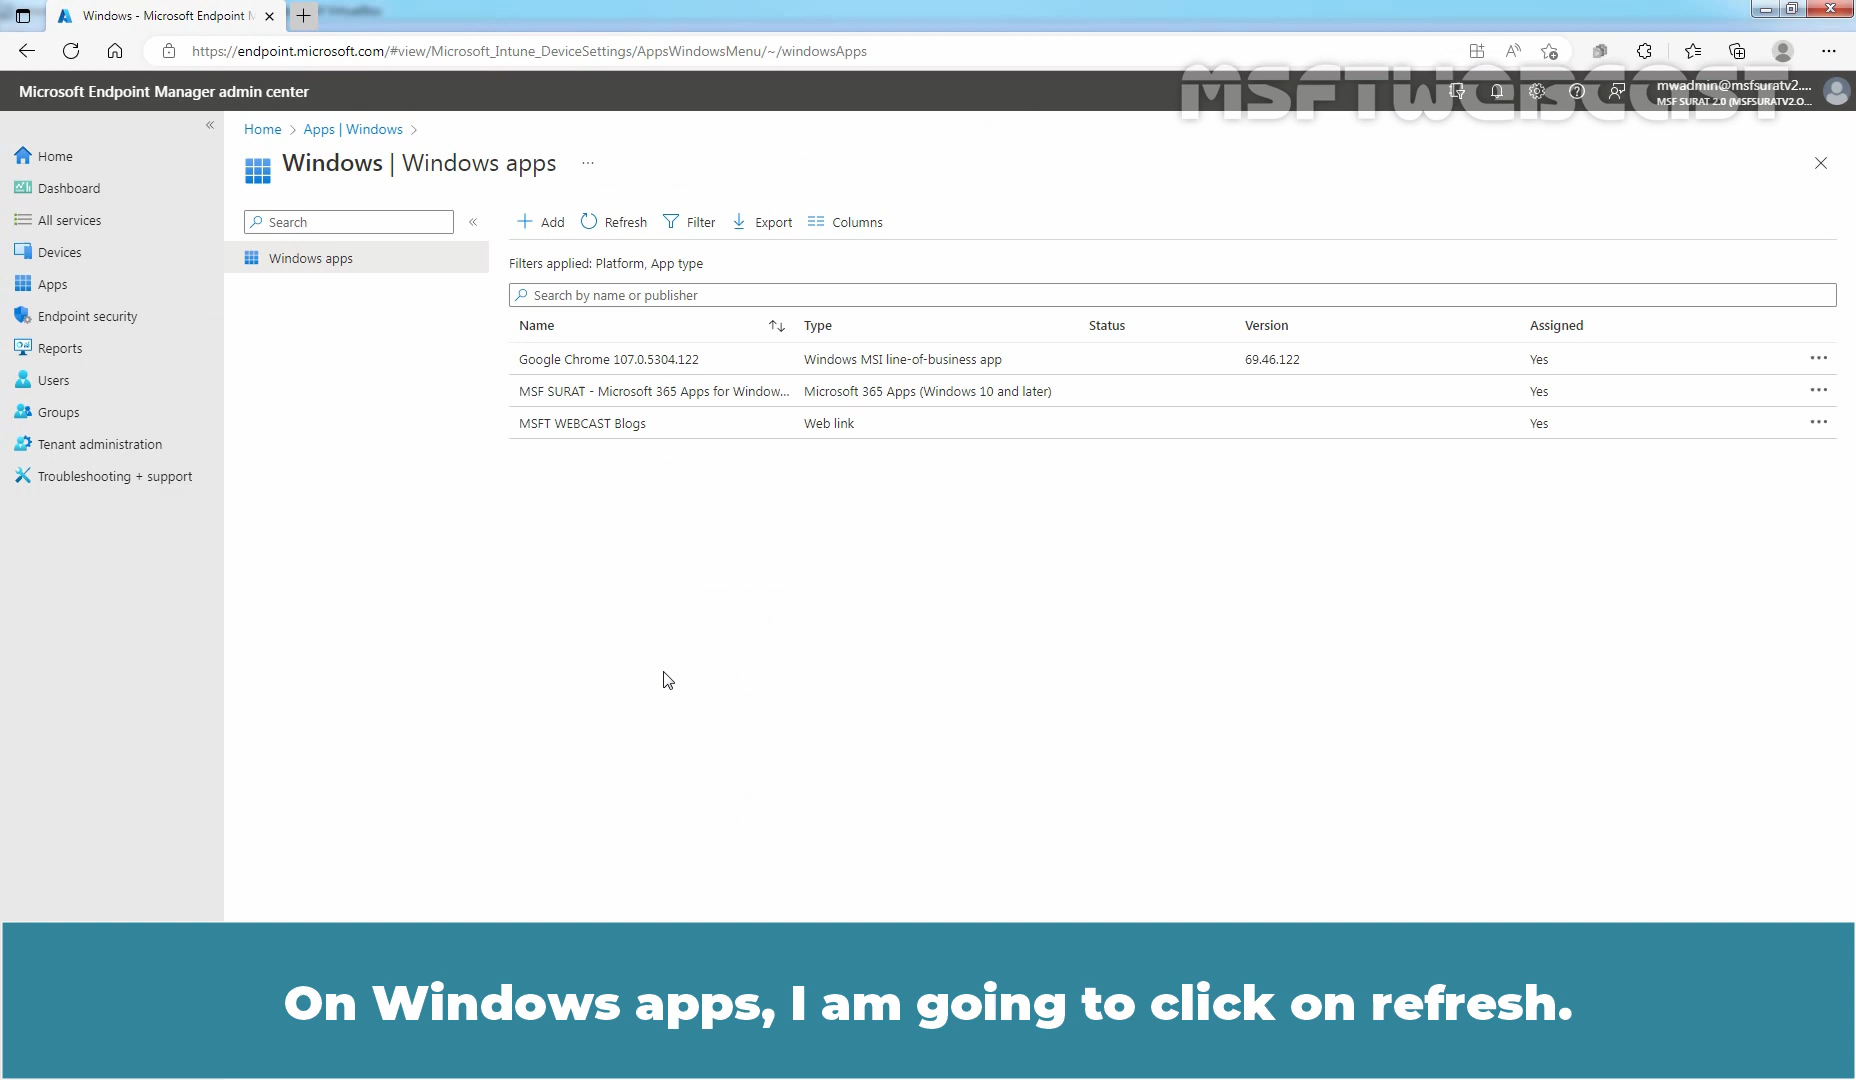 Windows - Microsoft Endpoint M
https://endpoint.microsoft.com/#view/Microsoft_Intune_DeviceSettings/AppsWindowsMenu/~/windowsApps
MSFTWEBCAST
Microsoft Endpoint Manager admin center
mwadmin@msfsuratv2....
MSF SURAT 2.0 (MSFSURATV2.O...
Home > Apps | Windows >
Windows | Windows apps ...
Home
Dashboard
All services
Devices
Apps
Endpoint security
Reports
Users
Groups
Tenant administration
Troubleshooting + support
Search
Windows apps
Add Refresh Filter Export Columns
Filters applied: Platform, App type
Search by name or publisher
Name Type Status Version Assigned
Google Chrome 107.0.5304.122 Windows MSI line-of-business app 69.46.122 Yes
MSF SURAT - Microsoft 365 Apps for Window... Microsoft 365 Apps (Windows 10 and later) Yes
MSFT WEBCAST Blogs Web link Yes
On Windows apps, I am going to click on refresh.